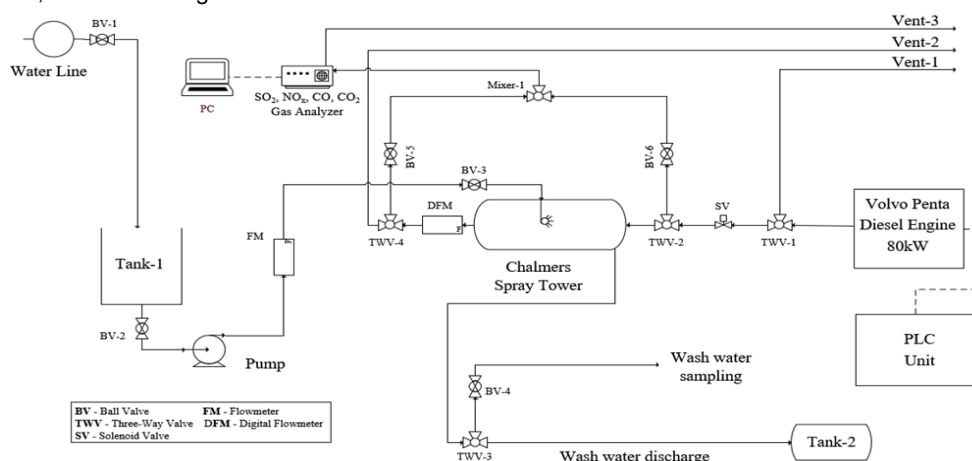 Vent-3
BV-1
Vent-2
Water Line
Vent-1
Mixer-1
PC
SO2, NOx, CO, CO2
Gas Analyzer
BV-5
BV-6
BV-3
FM
DFM
SV
Volvo Penta
Diesel Engine
80kW
F
F
TWV-4
TWV-2
TWV-1
Tank-1
Chalmers
Spray Tower
BV-2
PLC
Unit
Pump
Wash water
sampling
BV-4
BV - Ball Valve FM - Flowmeter
TWV - Three-Way Valve DFM - Digital Flowmeter
SV - Solenoid Valve
TWV-3
Wash water discharge
Tank-2